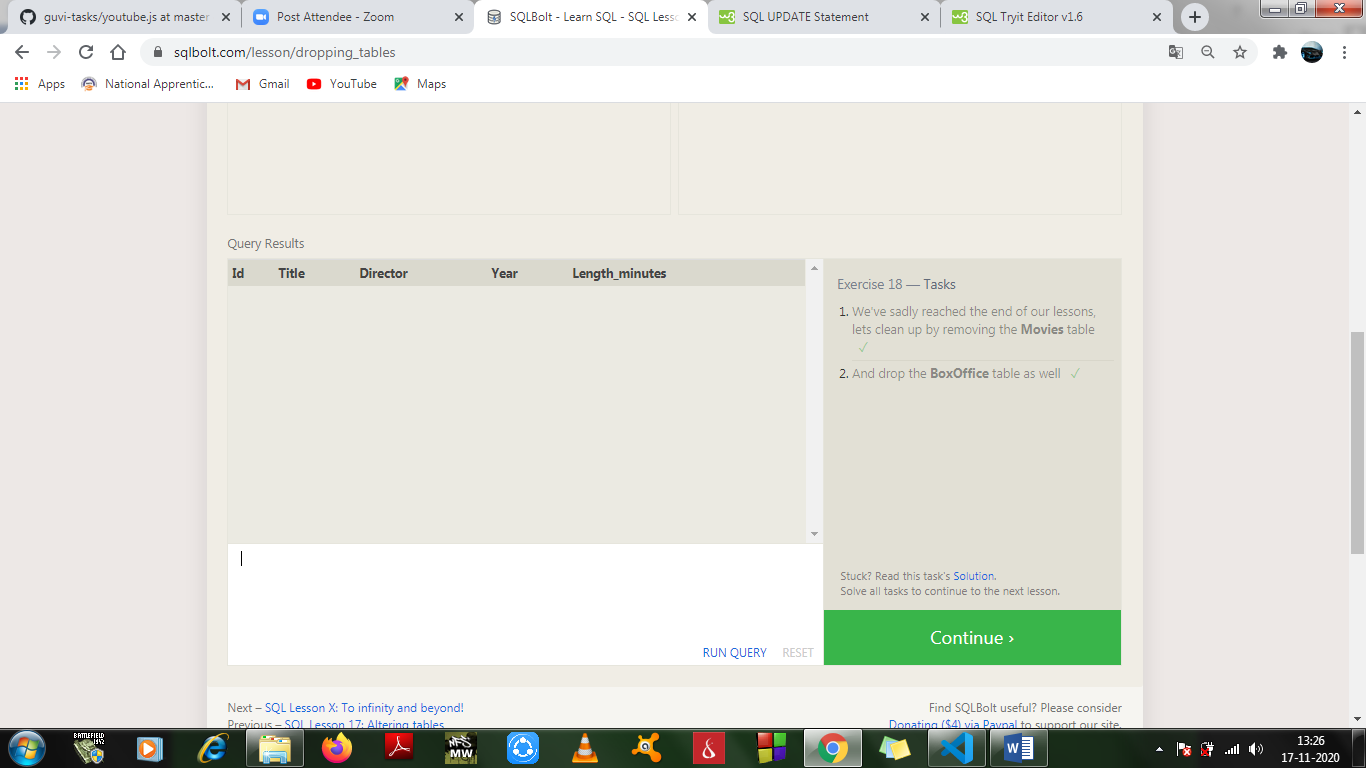 guvi-tasks/youtube.js at master
Post Attendee - Zoom
SQLBolt - Learn SQL - SQL Less
SQL UPDATE Statement
SQL Tryit Editor v1.6
sqlbolt.com/lesson/dropping_tables
Apps
National Apprentic...
Gmail
YouTube
Maps
Query Results
Id Title Director Year Length_minutes
Exercise 18 — Tasks
1. We've sadly reached the end of our lessons,
lets clean up by removing the Movies table
✓
2. And drop the BoxOffice table as well ✓
Stuck? Read this task's Solution.
Solve all tasks to continue to the next lesson.
RUN QUERY RESET
Continue ›
Next – SQL Lesson X: To infinity and beyond!
Find SQLBolt useful? Please consider
Previous – SQL Lesson 17: Altering tables
Donating ($4) via Paypal to support our site.
BATTLEFIELD
1942
NFS
MW
13:26
17-11-2020